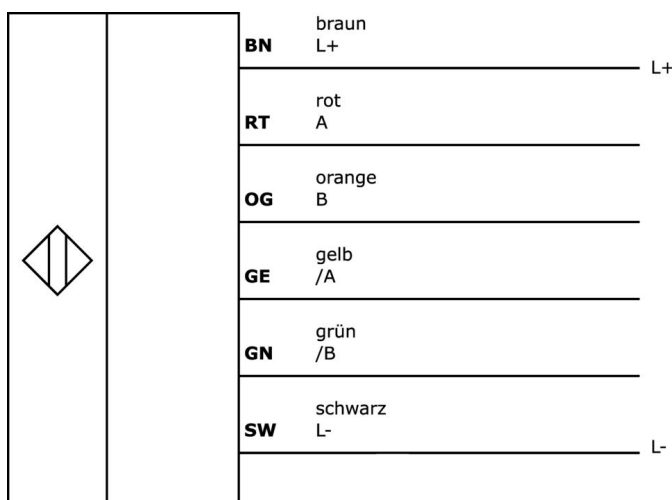 braun
BN L+
L+
rot
RT A
orange
OG B
gelb
GE /A
grün
GN /B
schwarz
SW L-
L-